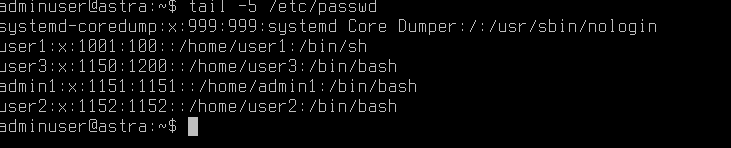 adminuser@astra:~$ tail -5 /etc/passwd
systemd-coredump:x:999:999:systemd Core Dumper:/:/usr/sbin/nologin
user1:x:1001:100::/home/user1:/bin/sh
user3:x:1150:1200::/home/user3:/bin/bash
admin1:x:1151:1151::/home/admin1:/bin/bash
user2:x:1152:1152::/home/user2:/bin/bash
adminuser@astra:~$